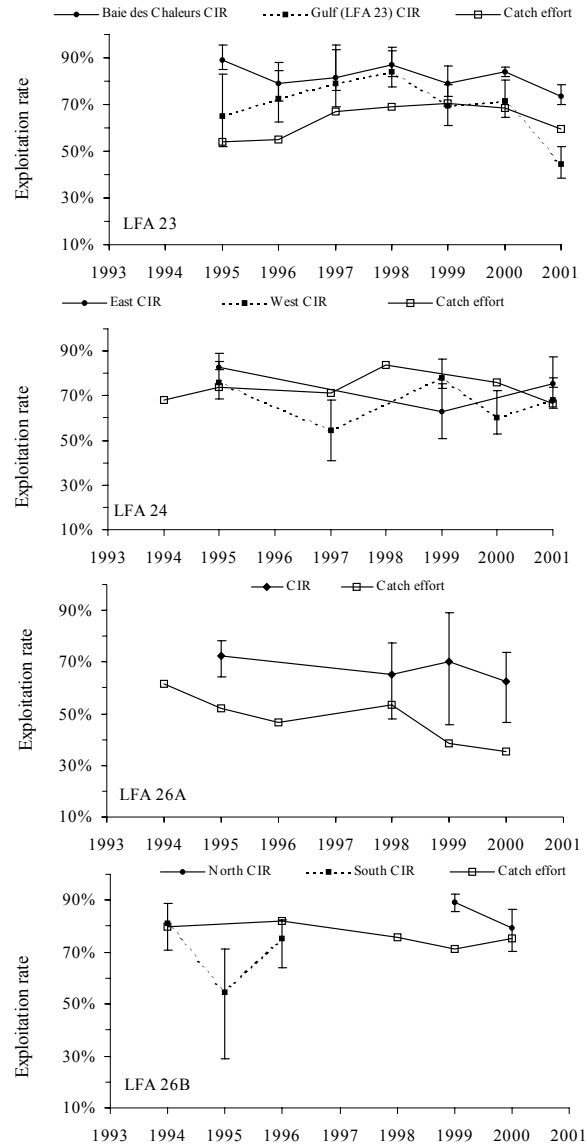 Baie des Chaleurs CIR Gulf (LFA 23) CIR Catch effort
90%
70%
50%
30%
10%
Exploitation rate
LFA 23
1993 1994 1995 1996 1997 1998 1999 2000 2001
East CIR West CIR Catch effort
90%
70%
50%
30%
10%
Exploitation rate
LFA 24
1993 1994 1995 1996 1997 1998 1999 2000 2001
CIR Catch effort
90%
70%
50%
30%
10%
Exploitation rate
LFA 26A
1993 1994 1995 1996 1997 1998 1999 2000 2001
North CIR South CIR Catch effort
90%
70%
50%
30%
10%
Exploitation rate
LFA 26B
1993 1994 1995 1996 1997 1998 1999 2000 2001